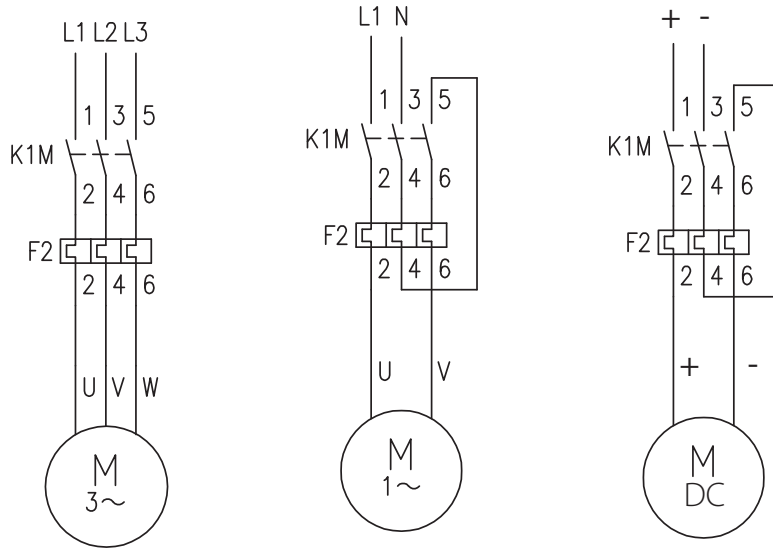 L1 L2 L3
1 3 5
K1M
2 4 6
F2
2 4 6
U V W
M
3~
L1 N
1 3 5
K1M
2 4 6
F2
2 4 6
U V
M
1~
+ -
1 3 5
K1M
2 4 6
F2
2 4 6
+ -
M
DC